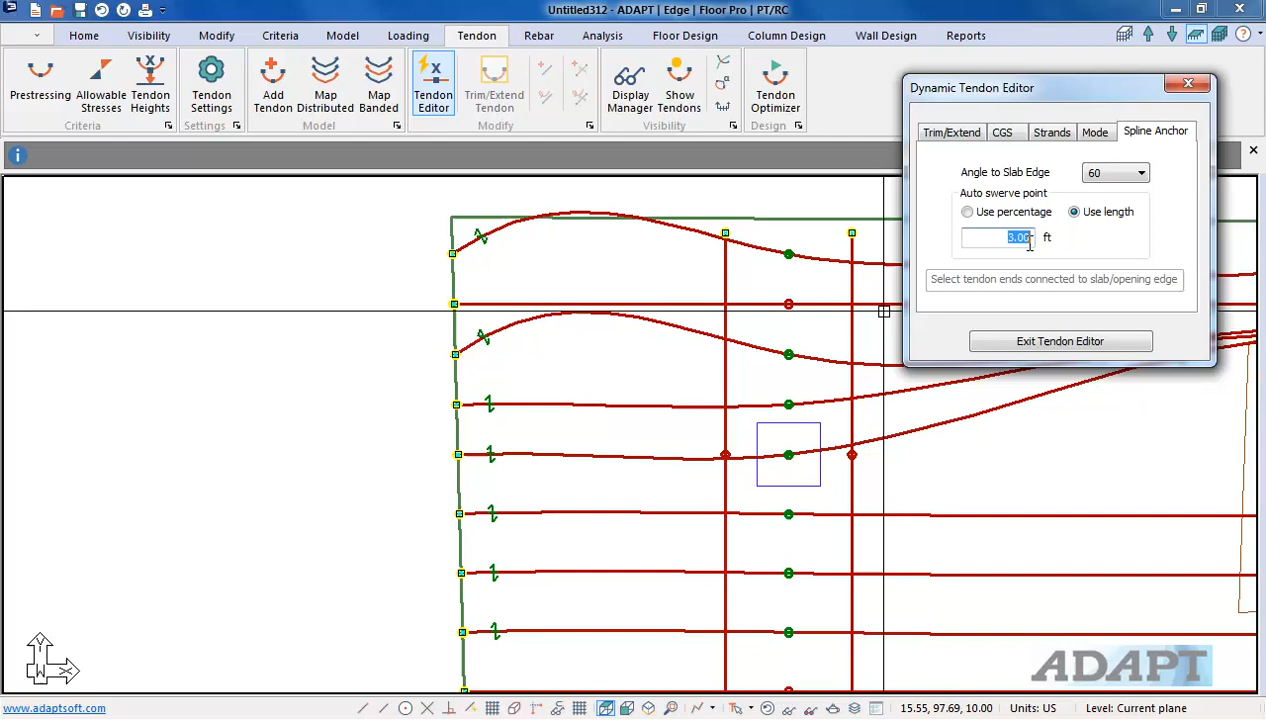 Untitled312 - ADAPT | Edge | Floor Pro | PT/RC
Home
Visibility
Modify
Criteria
Model
Loading
Tendon
Rebar
Analysis
Floor Design
Column Design
Wall Design
Reports
Prestressing
Allowable Stresses
Tendon Heights
Tendon Settings
Add Tendon
Map Distributed
Map Banded
Tendon Editor
Trim/Extend Tendon
Display Manager
Show Tendons
Tendon Optimizer
Criteria
Settings
Model
Modify
Visibility
Design
Dynamic Tendon Editor
Trim/Extend
CGS
Strands
Mode
Spline Anchor
Angle to Slab Edge
60
Auto swerve point
Use percentage
Use length
3.00
ft
Select tendon ends connected to slab/opening edge
Exit Tendon Editor
Y
W
X
ADAPT
www.adaptsoft.com
15.55, 97.69, 10.00
Units: US
Level: Current plane